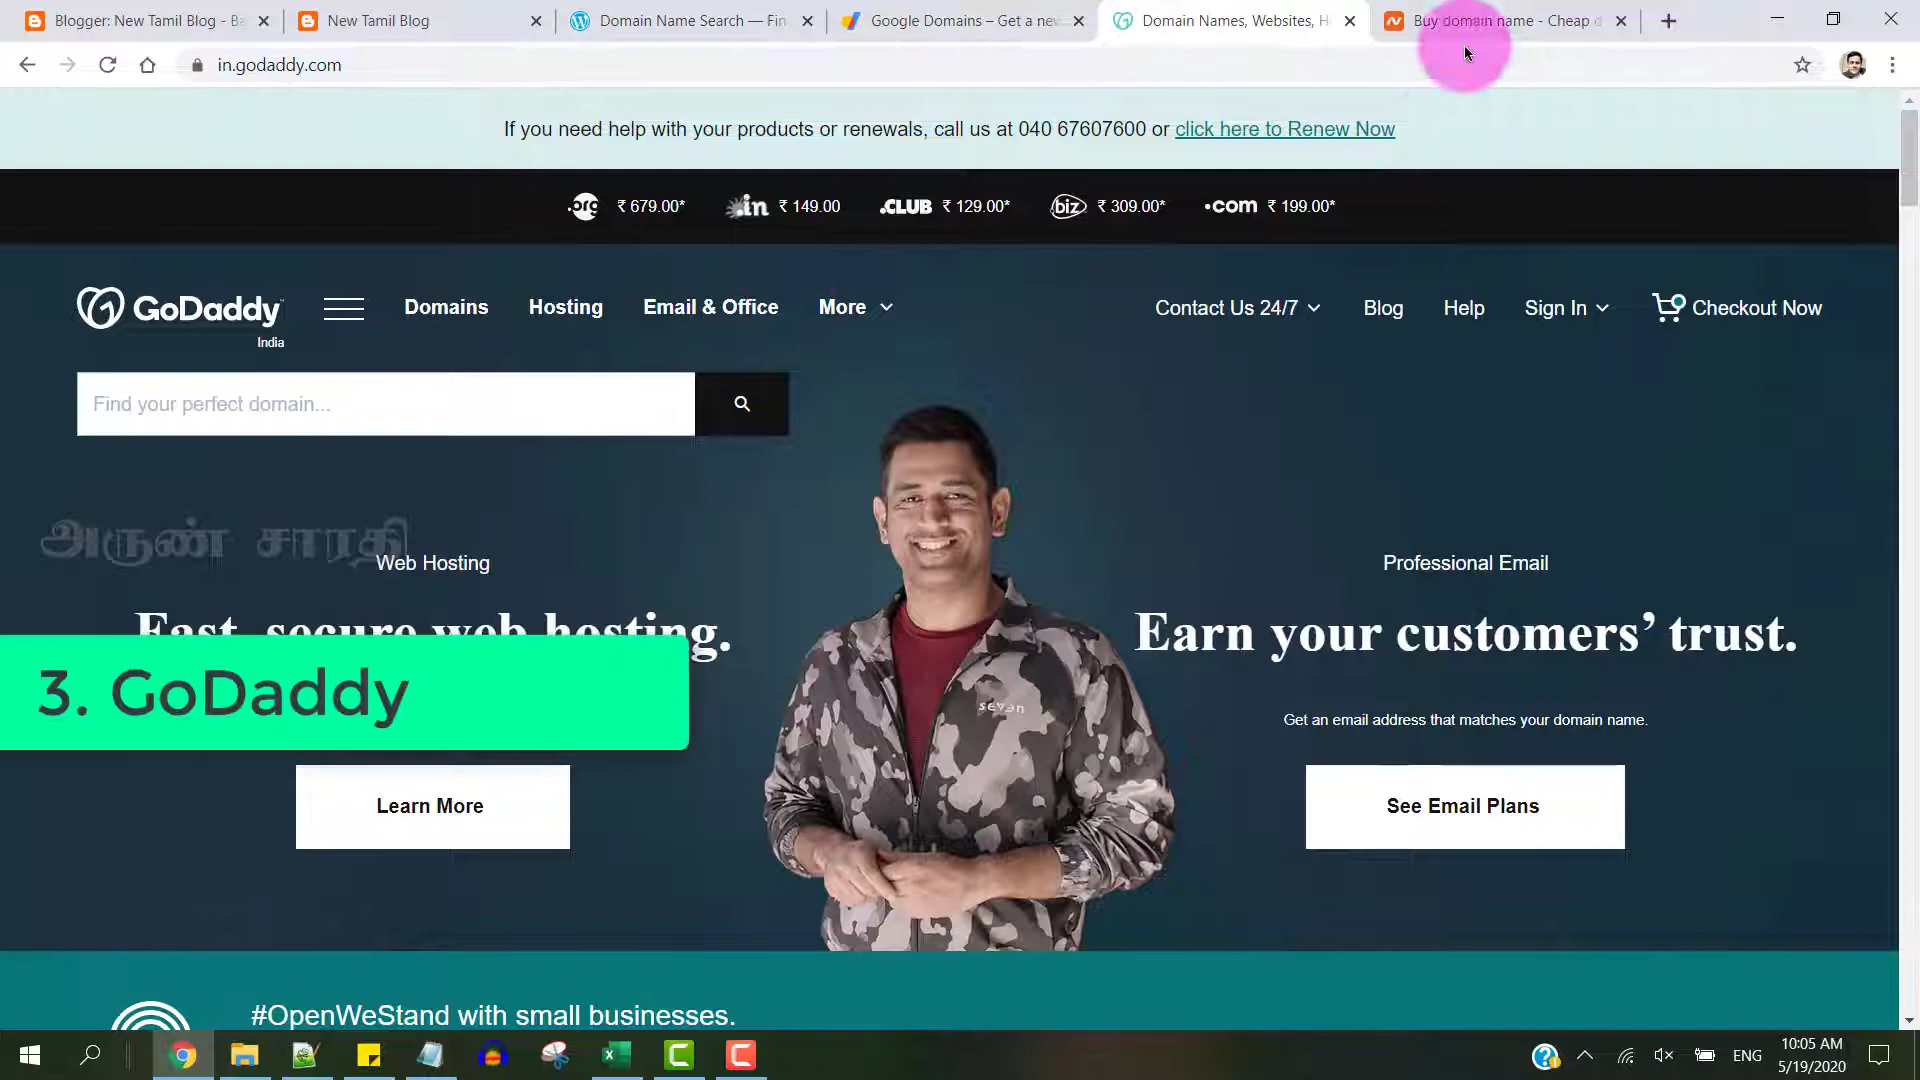 Blogger: New Tamil Blog - Ba
New Tamil Blog
Domain Name Search — Fin
Google Domains – Get a new
Domain Names, Websites, H
Buy domain name - Cheap d
in.godaddy.com
If you need help with your products or renewals, call us at 040 67607600 or click here to Renew Now
.org ₹ 679.00*
.in ₹ 149.00
.CLUB ₹ 129.00*
biz ₹ 309.00*
.com ₹ 199.00*
GoDaddy
India
Domains
Hosting
Email & Office
More
Contact Us 24/7
Blog
Help
Sign In
Checkout Now
Find your perfect domain...
அருண் சாரதி
Web Hosting
Fast, secure web hosting.
3. GoDaddy
Learn More
seven
Professional Email
Earn your customers’ trust.
Get an email address that matches your domain name.
See Email Plans
#OpenWeStand with small businesses.
ENG
10:05 AM
5/19/2020